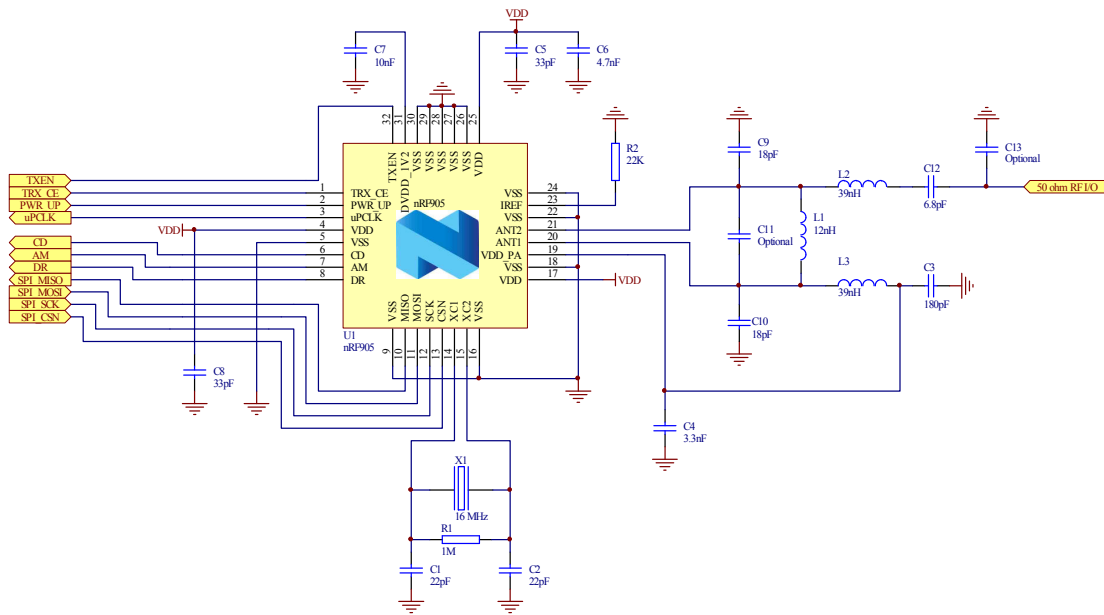 VDD
C7
10nF
C5
33pF
C6
4.7nF
32
31
30
29
28
27
26
25
TXEN
DVDD_1V2
VSS
VSS
VSS
VSS
VSS
VDD
R2
22K
C9
18pF
C13
Optional
C12
6.8pF
L2
39nH
50 ohm RF I/O
TXEN
TRX_CE
PWR_UP
uPCLK
CD
AM
DR
SPI_MISO
SPI_MOSI
SPI_SCK
SPI_CSN
VDD
1
2
3
4
5
6
7
8
TRX_CE
PWR_UP
uPCLK
VDD
VSS
CD
AM
DR
nRF905
VSS
IREF
VSS
ANT2
ANT1
VDD_PA
VSS
VDD
24
23
22
21
20
19
18
17
VDD
C11
Optional
L1
12nH
L3
39nH
C3
180pF
C10
18pF
VSS
MISO
MOSI
SCK
CSN
XC1
XC2
VSS
U1
nRF905
9
10
11
12
13
14
15
16
C8
33pF
C4
3.3nF
X1
16 MHz
R1
1M
C1
22pF
C2
22pF